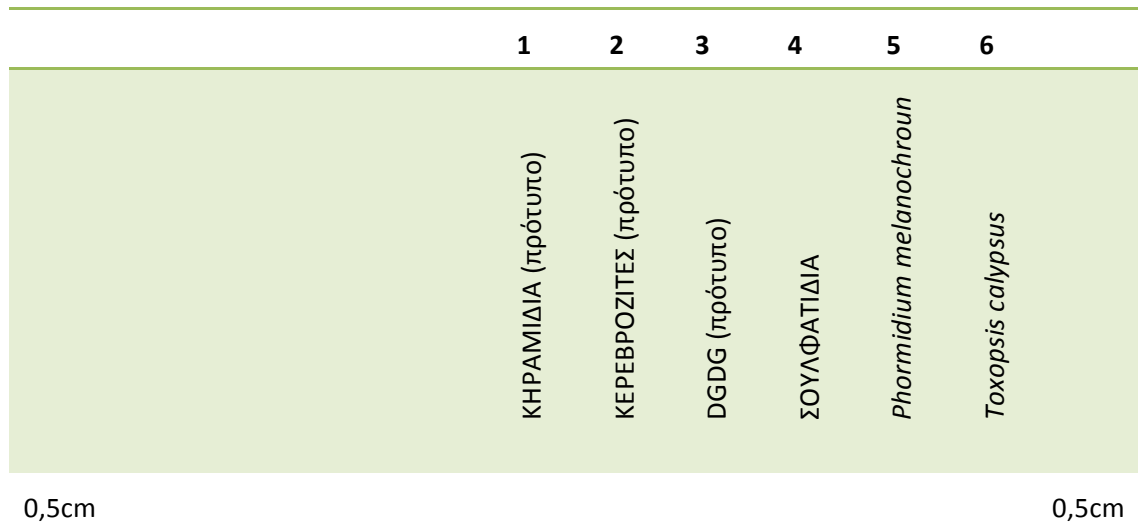 1 2 3 4 5 6
ΚΗΡΑΜΙΔΙΑ (πρότυπο)
ΚΕΡΕΒΡΟΖΙΤΕΣ (πρότυπο)
DGDG (πρότυπο)
ΣΟΥΛΦΑΤΙΔΙΑ
Phormidium melanochroun
Toxopsis calypsus
0,5cm 0,5cm